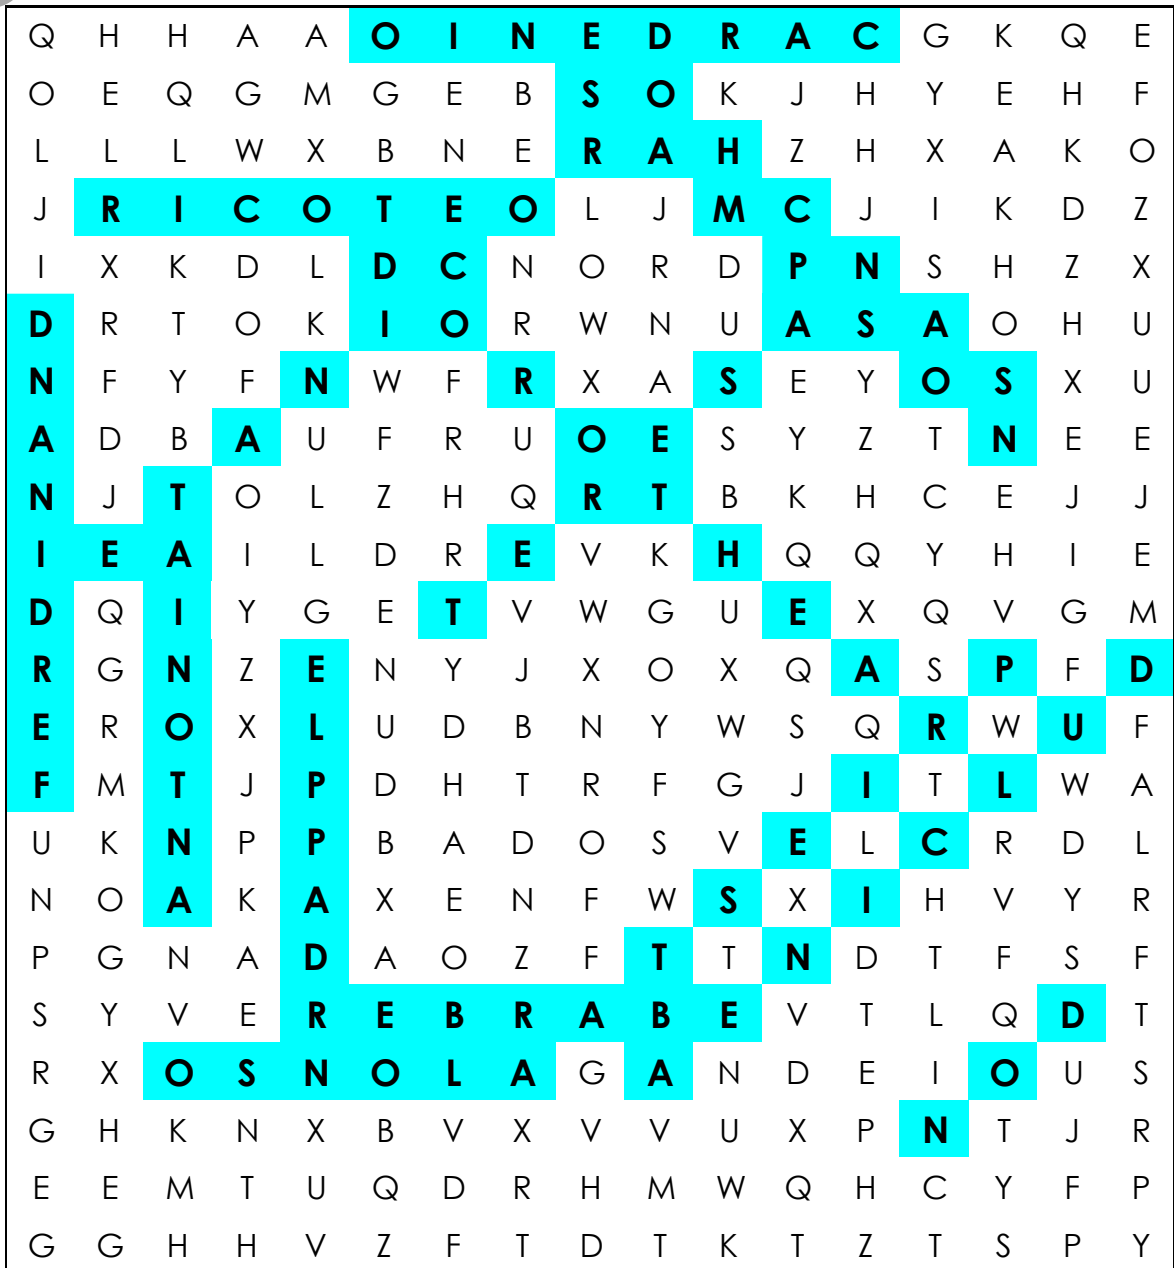 Q H H A A O I N E D R A C G K Q E
O E Q G M G E B S O K J H Y E H F
L L L W X B N E R A H Z H X A K O
J R I C O T E O L J M C J I K D Z
I X K D L D C N O R D P N S H Z X
D R T O K I O R W N U A S A O H U
N F Y F N W F R X A S E Y O S X U
A D B A U F R U O E S Y Z T N E E
N J T O L Z H Q R T B K H C E J J
I E A I L D R E V K H Q Q Y H I E
D Q I Y G E T V W G U E X Q V G M
R G N Z E N Y J X O X Q A S P F D
E R O X L U D B N Y W S Q R W U F
F M T J P D H T R F G J I T L W A
U K N P P B A D O S V E L C R D L
N O A K A X E N F W S X I H V Y R
P G N A D A O Z F T T N D T F S F
S Y V E R E B R A B E V T L Q D T
R X O S N O L A G A N D E I O U S
G H K N X B V X V V U X P N T J R
E E M T U Q D R H M W Q H C Y F P
G G H H V Z F T D T K T Z T S P Y